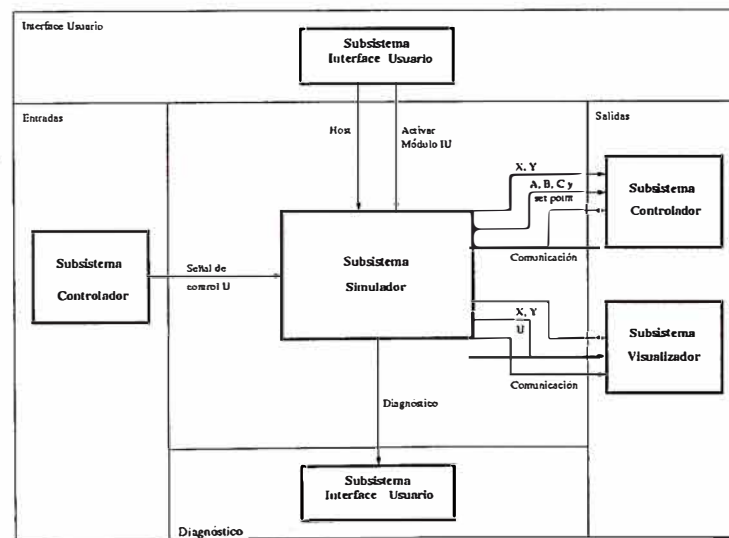 Interface Usuario
Subsistema
Interface Usuario
Entradas
Host
Activar
Módulo IU
Salidas
X, Y
A, B, C y
set point
Subsistema
Controlador
Comunicación
Subsistema
Controlador
Señal de
control U
Subsistema
Simulador
X, Y
U
Subsistema
Visualizador
Comunicación
Diagnóstico
Subsistema
Interface Usuario
Diagnóstico